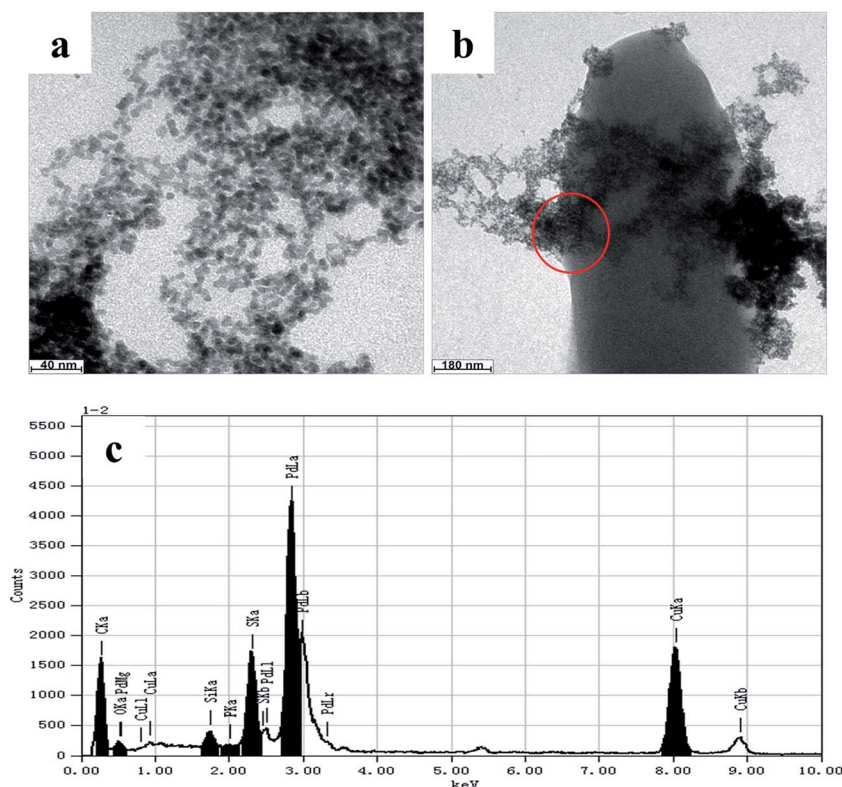 a
b
40 nm
180 nm
1-2
c
5500
5000
4500
4000
3500
3000
2500
2000
1500
1000
500
0
Counts
CKa
OKa
PdMg
CuLl
CuLa
SiKa
PKa
SKa
SKb
PdLl
PdLa
PdLb
PdLr
CuKa
CuKb
0.00 1.00 2.00 3.00 4.00 5.00 6.00 7.00 8.00 9.00 10.00
keV